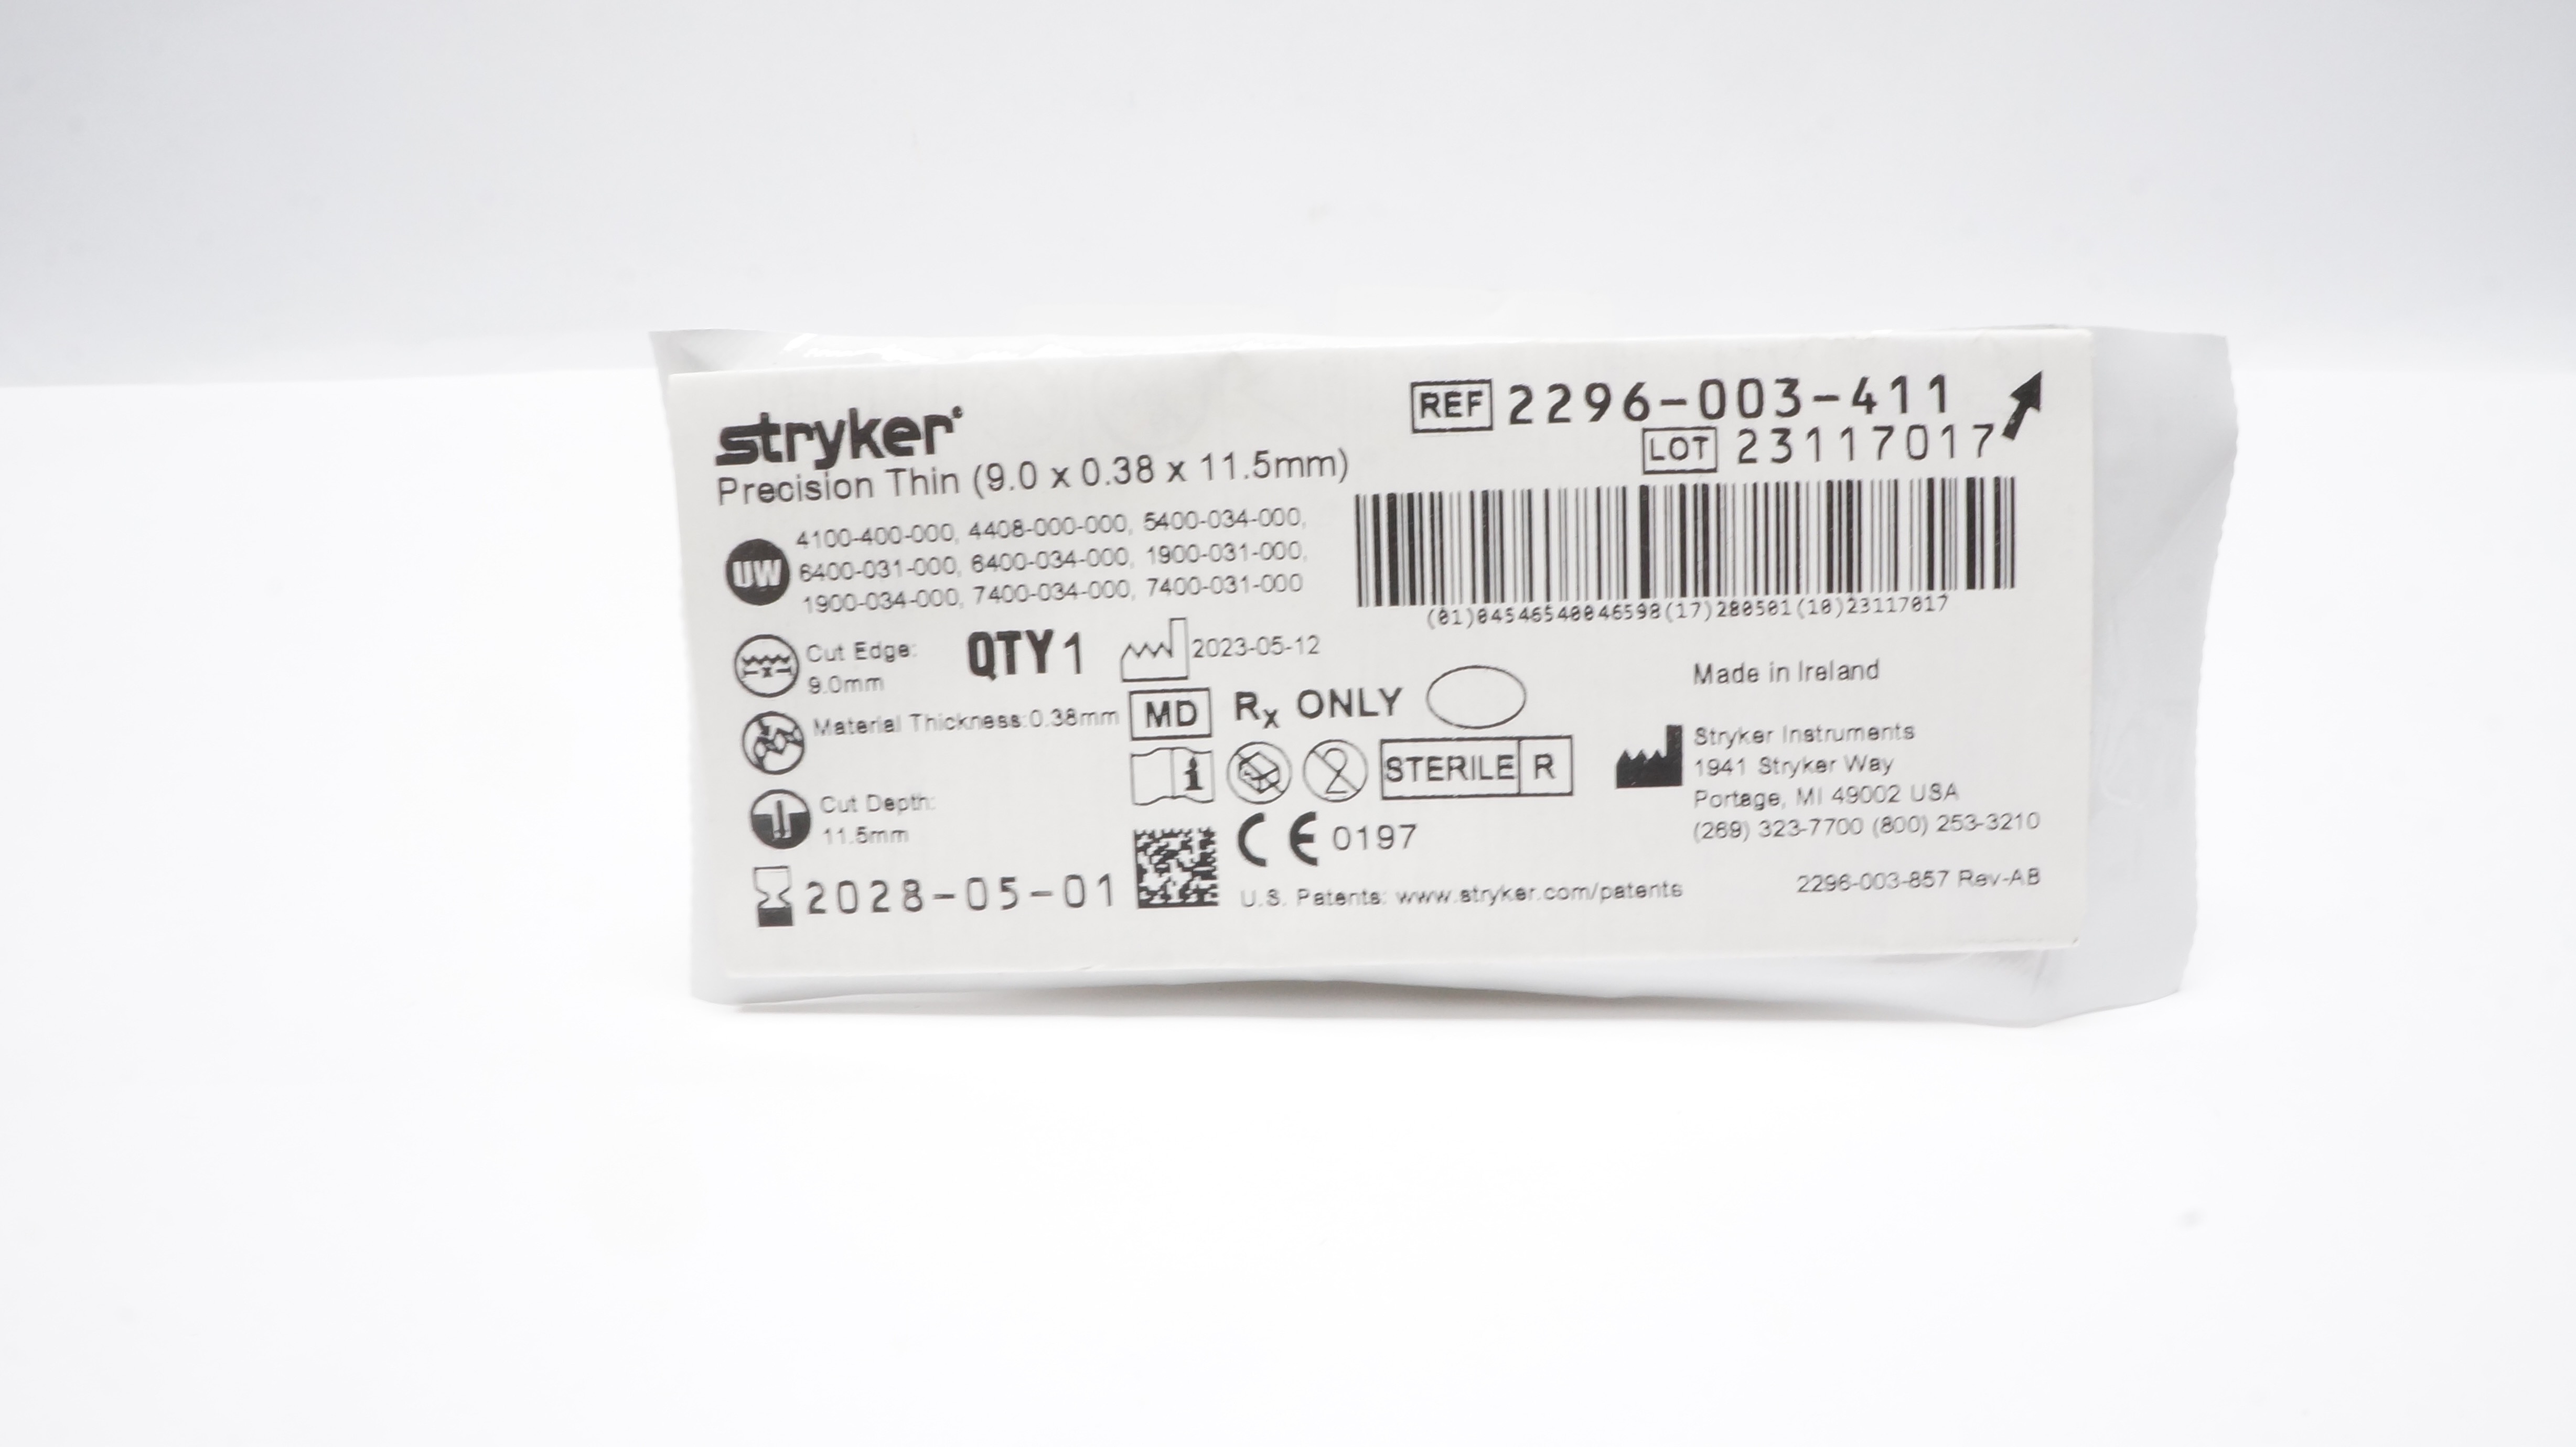 stryker
Precision Thin (9.0 x 0.38 x 11.5mm)
REF 2296-003-411
LOT 23117017
UW
4100-400-000, 4408-000-000, 5400-034-000,
6400-031-000, 6400-034-000, 1900-031-000,
1900-034-000, 7400-034-000, 7400-031-000
(01)04546540046598(17)280501(10)23117017
Cut Edge:
9.0mm
QTY 1
2023-05-12
Made in Ireland
Material Thickness:0.38mm
MD
Rx ONLY
2
STERILE R
Stryker Instruments
1941 Stryker Way
Portage, MI 49002 USA
(269) 323-7700 (800) 253-3210
Cut Depth:
11.5mm
CE 0197
2028-05-01
U.S. Patents: www.stryker.com/patents
2296-003-857 Rev-AB